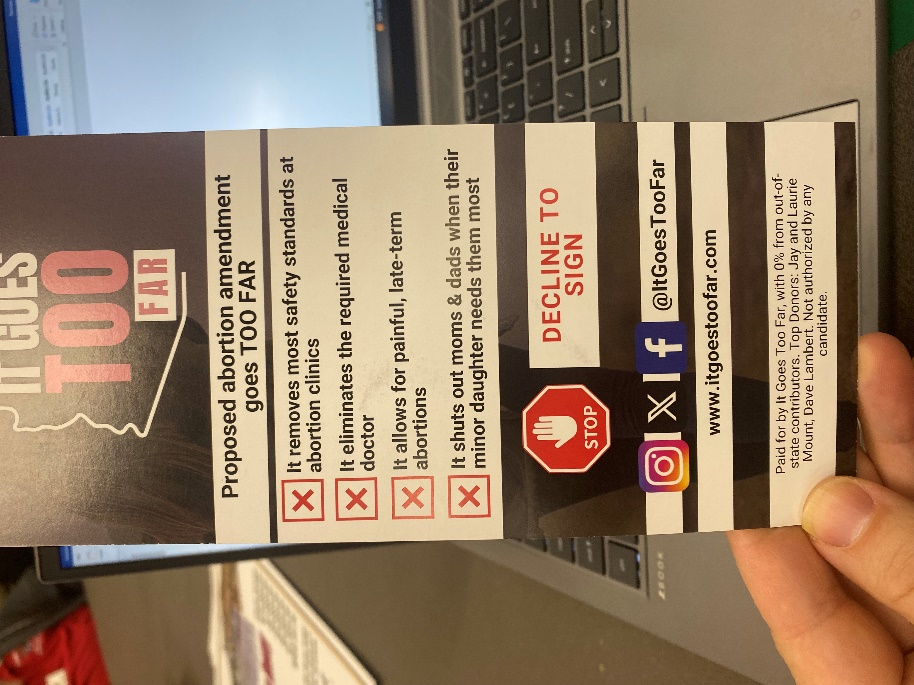 IT GOES
TOO
FAR
Proposed abortion amendment
goes TOO FAR
It removes most safety standards at
abortion clinics
It eliminates the required medical
doctor
It allows for painful, late-term
abortions
It shuts out moms & dads when their
minor daughter needs them most
STOP
DECLINE TO
SIGN
@ItGoesTooFar
www.itgoestoofar.com
Paid for by It Goes Too Far, with 0% from out-of-
state contributors. Top Donors: Jay and Laurie
Mount, Dave Lambert. Not authorized by any
candidate.
ZBOOK